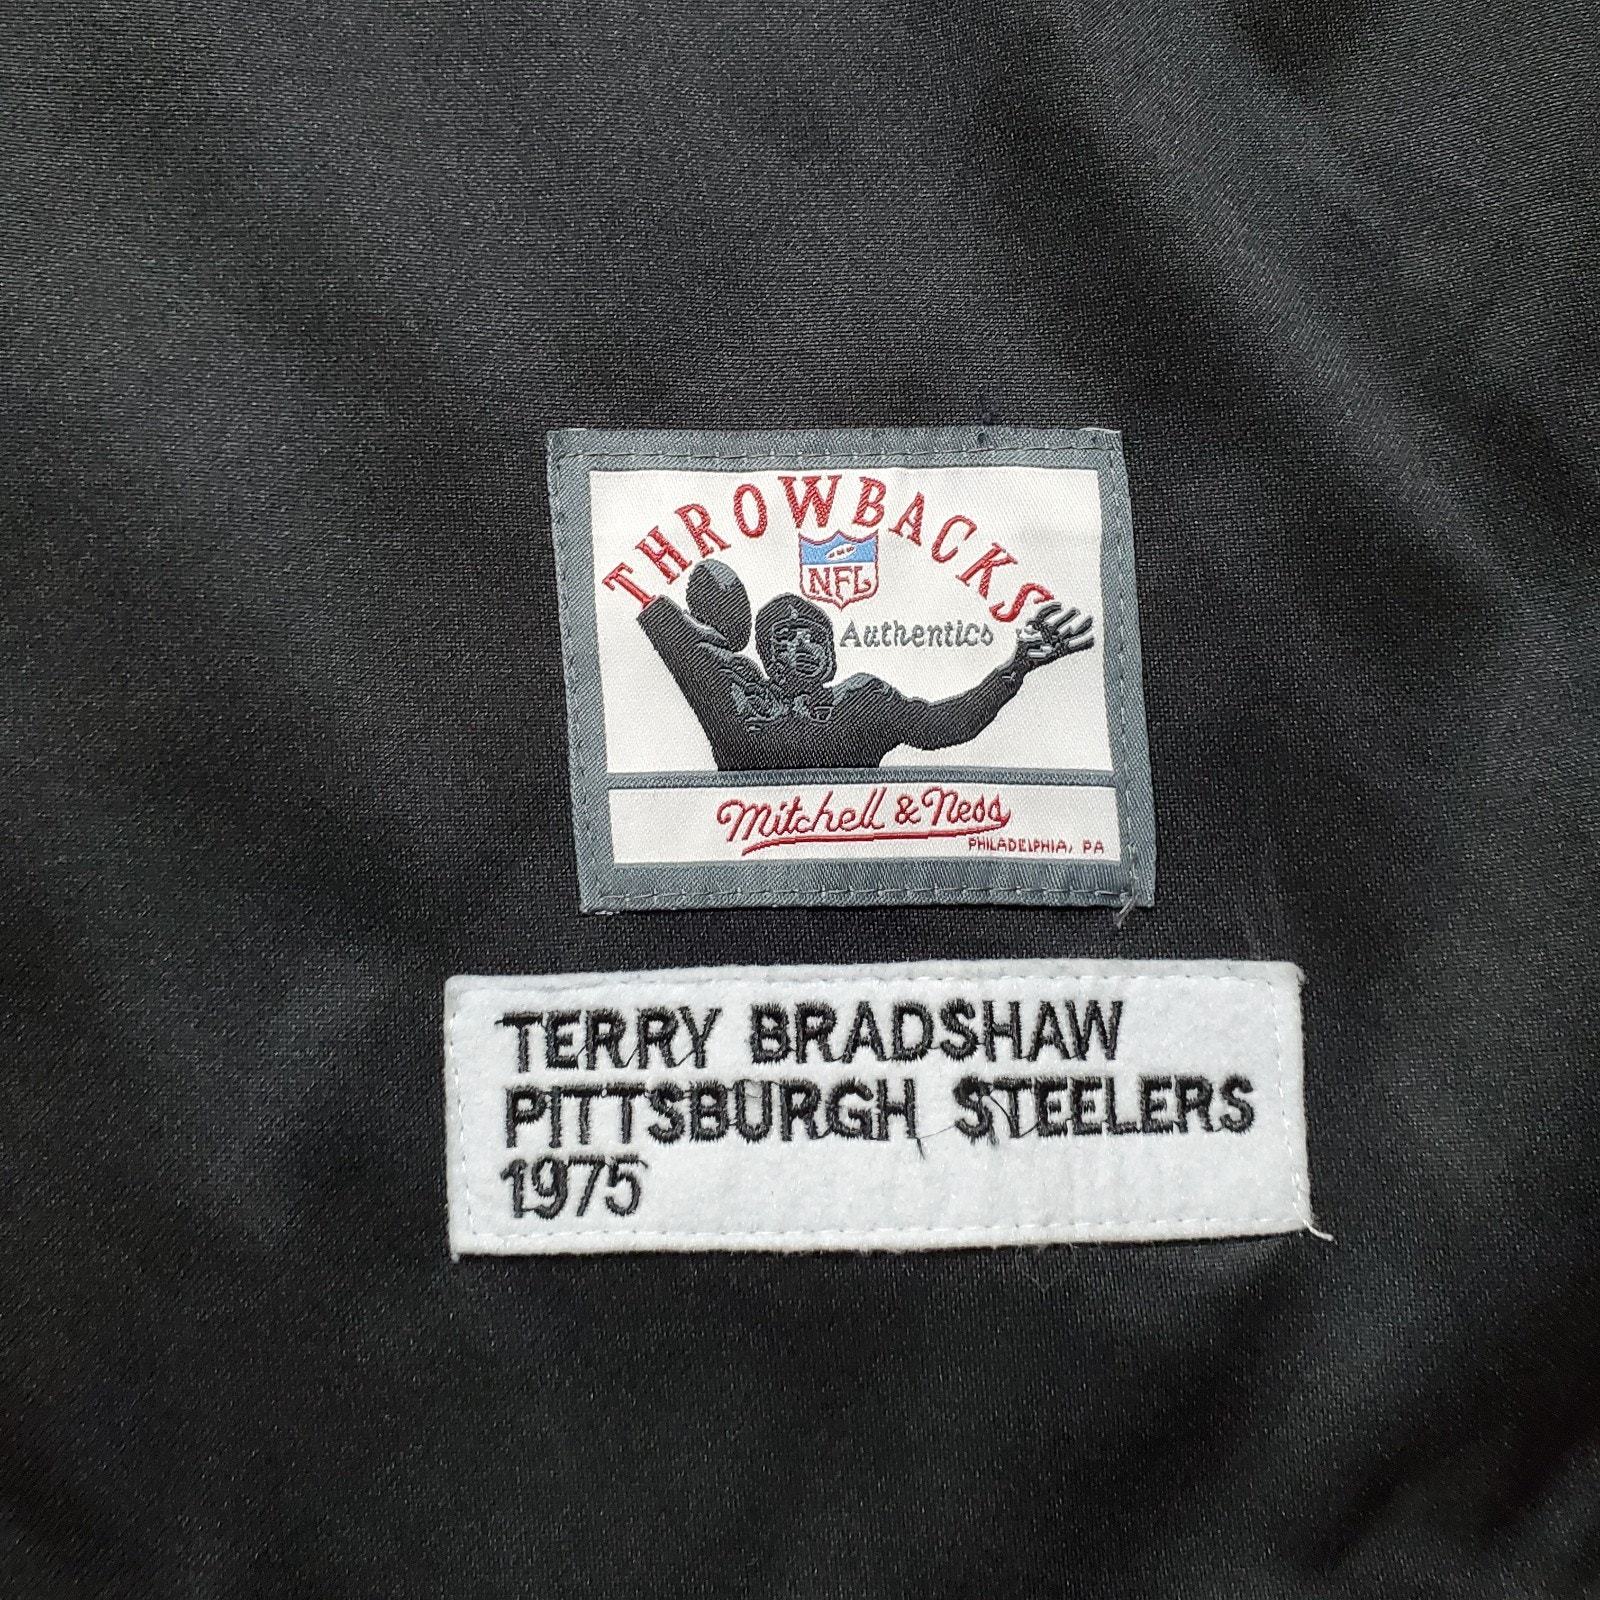 THROWBACKS
NFL
Authentics
Mitchell & Ness
PHILADELPHIA, PA
TERRY BRADSHAW
PITTSBURGH STEELERS
1975